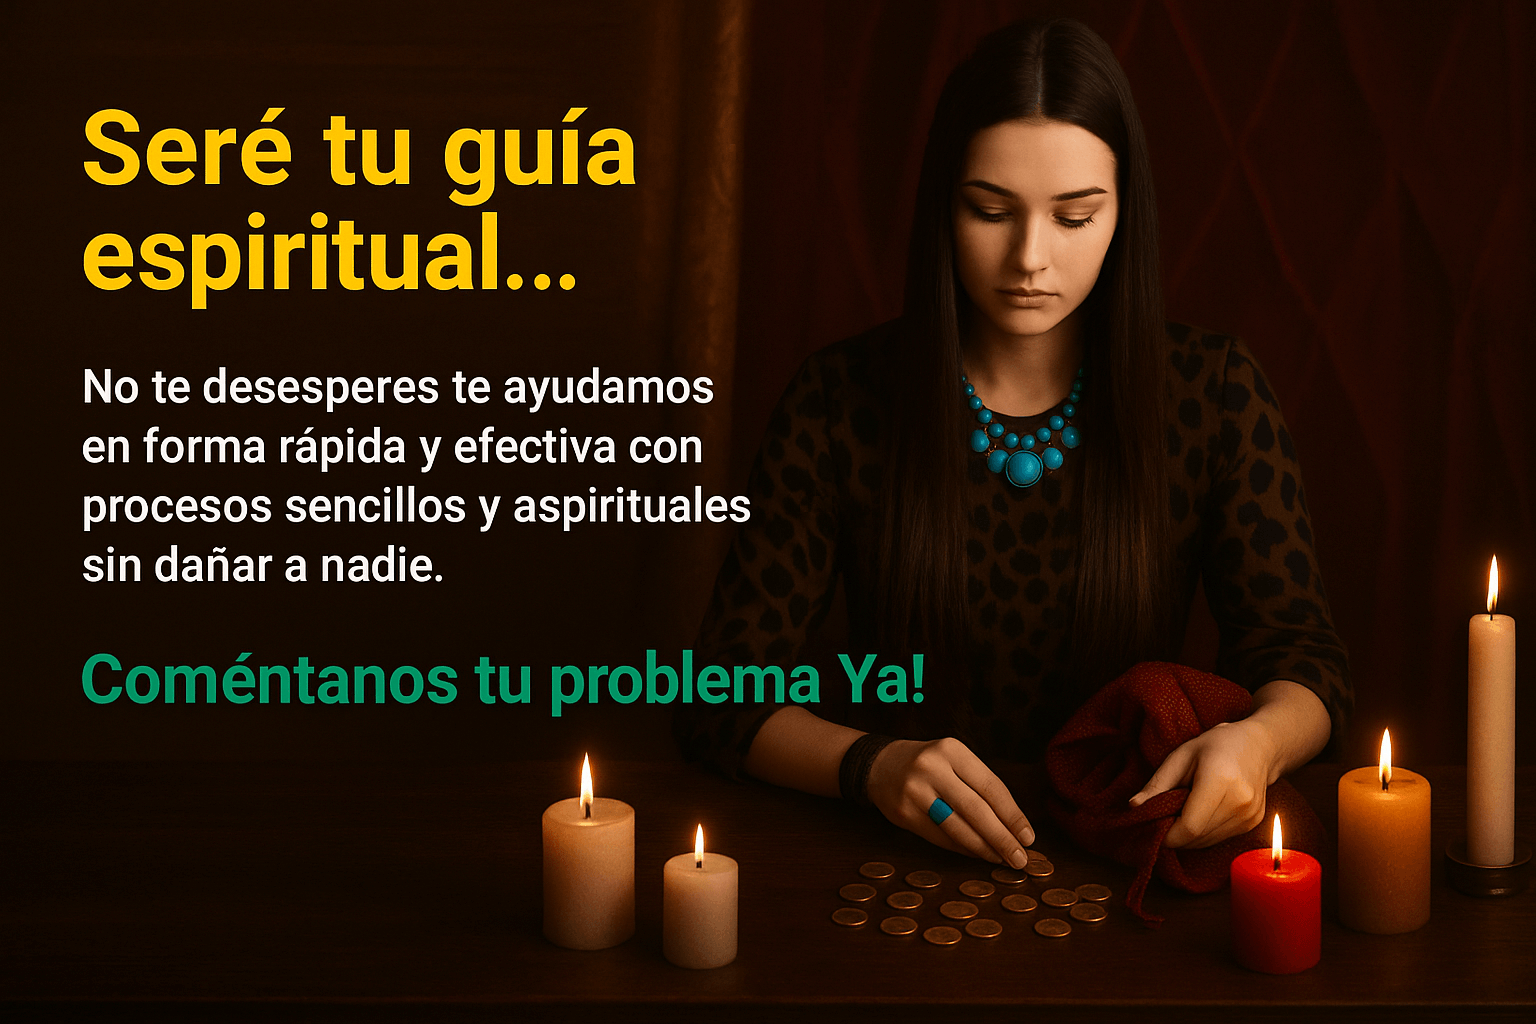 Seré tu guía
espiritual...
No te desesperes te ayudamos
en forma rápida y efectiva con
procesos sencillos y aspirituales
sin dañar a nadie.
Coméntanos tu problema Ya!